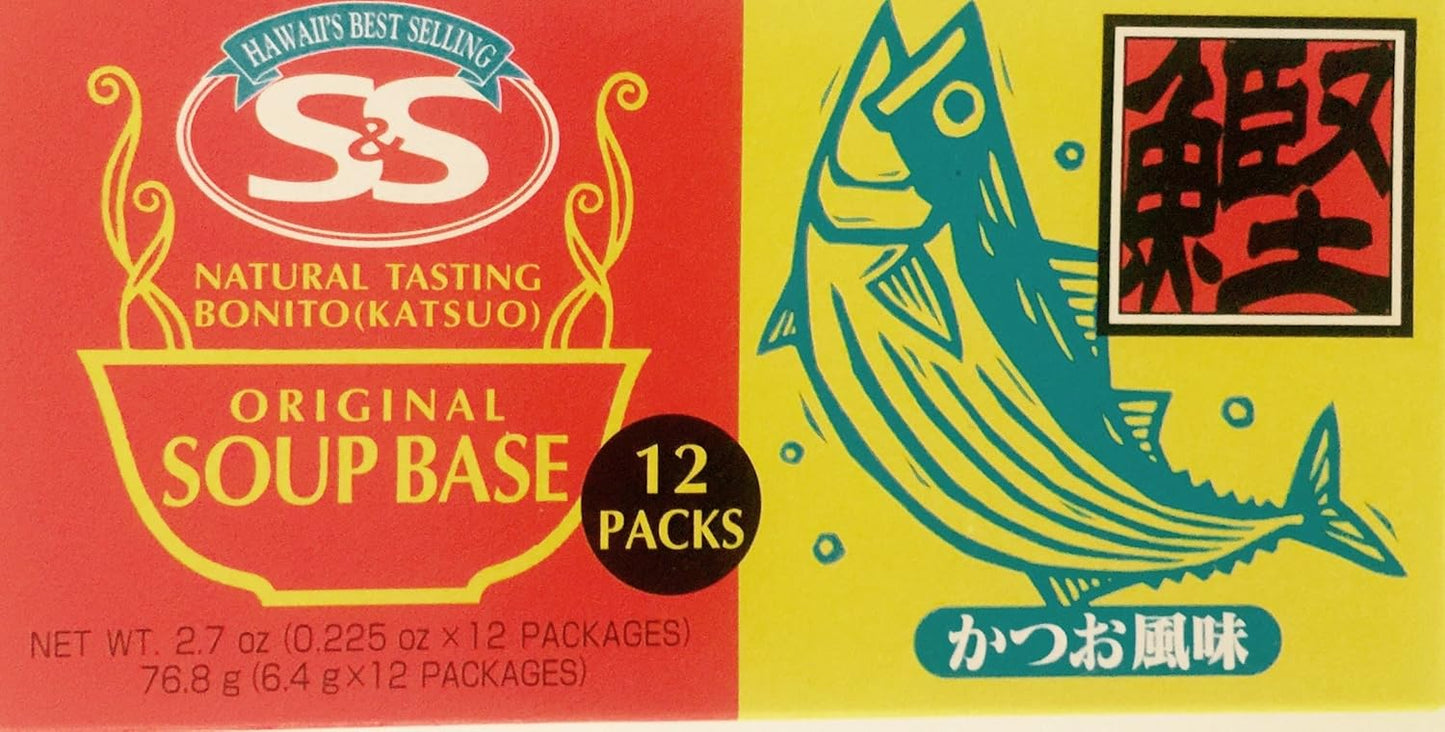 HAWAII'S BEST SELLING
S&S
NATURAL TASTING
BONITO(KATSUO)
ORIGINAL
SOUP BASE
12
PACKS
NET WT. 2.7 oz (0.225 oz ×12 PACKAGES)
76.8 g (6.4 g×12 PACKAGES)
鰹
かつお風味